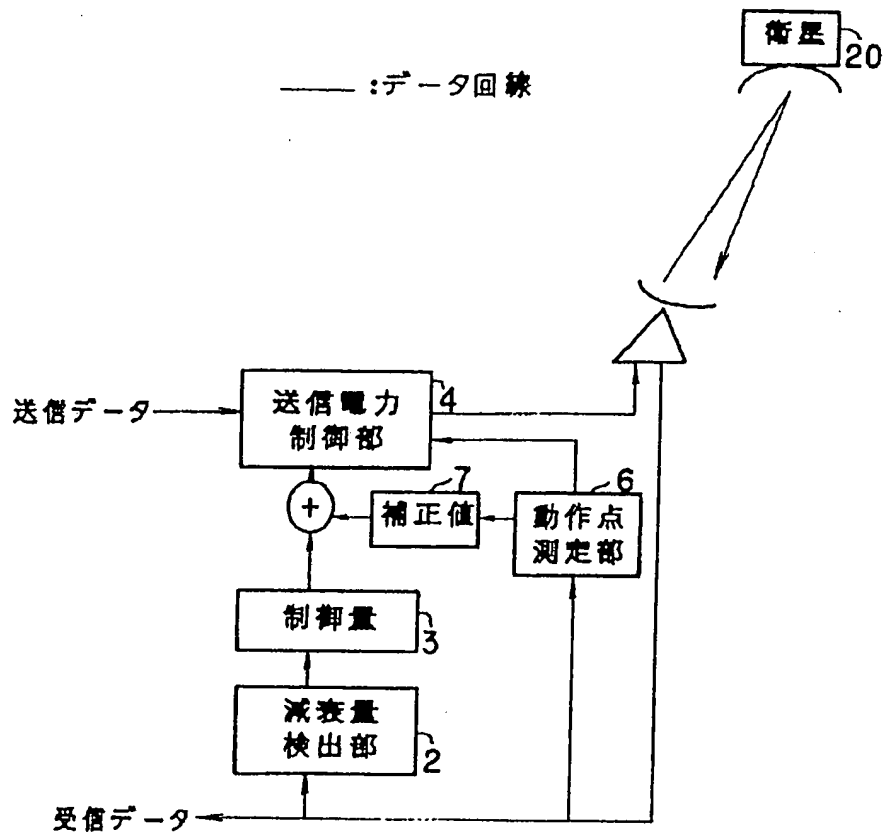 衛星
20
:データ回線
送信データ
送信電力
制御部
4
+
補正値
7
動作点
測定部
6
制御量
3
減衰量
検出部
2
受信データ